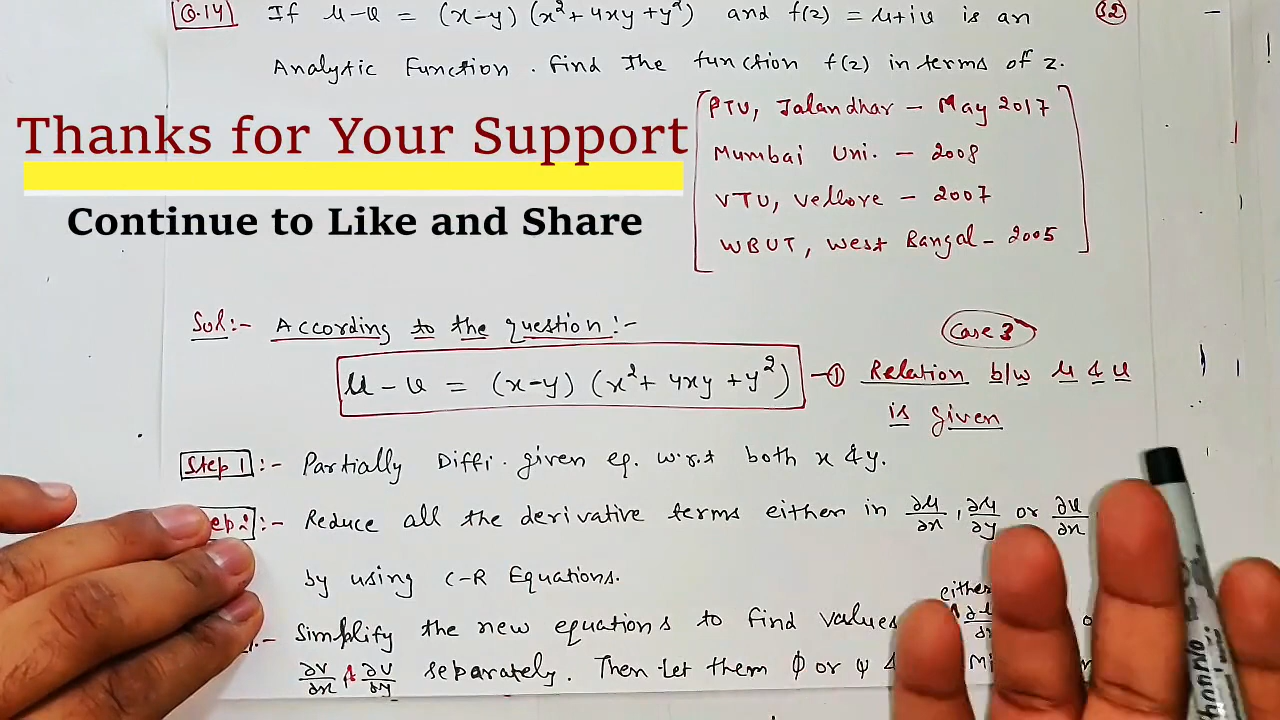 Q.14 If u-v = (x-y) (x²+4xy+y²) and f(z) = u+iv is an
32
Analytic Function. Find the function f(z) in terms of z.
Thanks for Your Support
Continue to Like and Share
PTU, Jalandhar - May 2017
Mumbai Uni. - 2008
VTU, Vellore - 2007
WBUT, West Bangal - 2005
Sol:- According to the question:-
Case 3
u - v = (x-y) (x²+4xy+y²) —① Relation b/w u & v
is given
Step 1 :- Partially Diffi. given eq. w.r.t both x & y.
Step 2 :- Reduce all the derivative terms either in ∂u/∂x, ∂u/∂y or ∂v/∂x
by using C-R Equations.
either
Simplify the new equations to find values
∂v/∂x & ∂v/∂y separately. Then Let them φ or ψ &